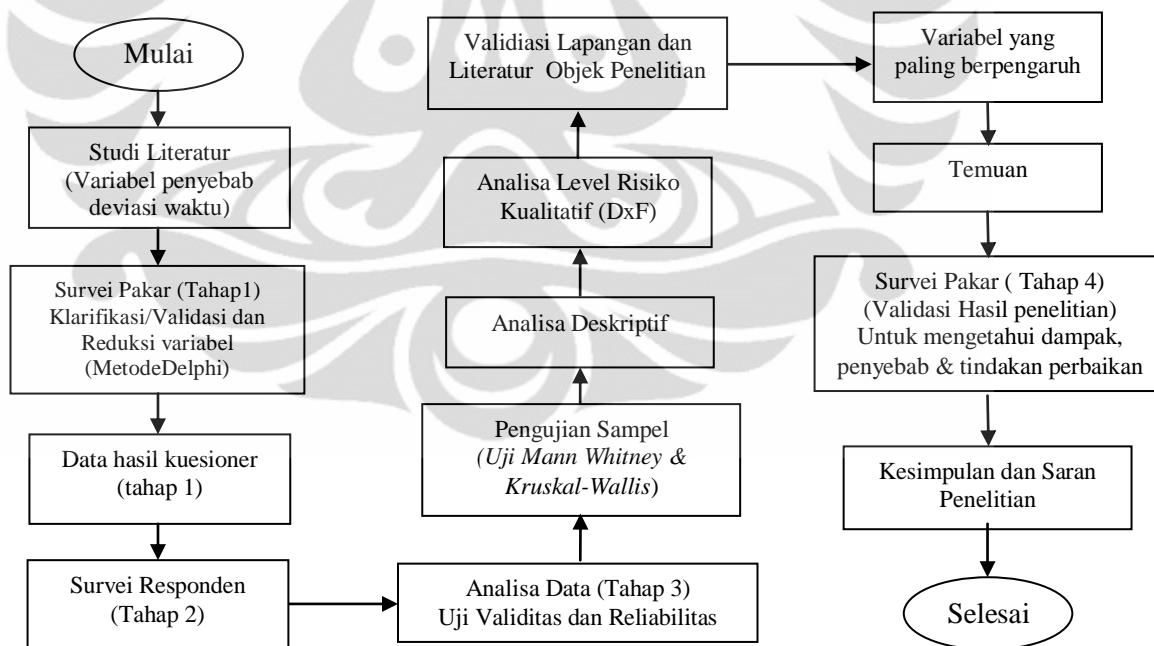 Mulai
Studi Literatur
(Variabel penyebab
deviasi waktu)
Survei Pakar (Tahap1)
Klarifikasi/Validasi dan
Reduksi variabel
(MetodeDelphi)
Data hasil kuesioner
(tahap 1)
Survei Responden
(Tahap 2)
Analisa Data (Tahap 3)
Uji Validitas dan Reliabilitas
Pengujian Sampel
(Uji Mann Whitney &
Kruskal-Wallis)
Analisa Deskriptif
Analisa Level Risiko
Kualitatif (DxF)
Validiasi Lapangan dan
Literatur Objek Penelitian
Variabel yang
paling berpengaruh
Temuan
Survei Pakar ( Tahap 4)
(Validasi Hasil penelitian)
Untuk mengetahui dampak,
penyebab & tindakan perbaikan
Kesimpulan dan Saran
Penelitian
Selesai